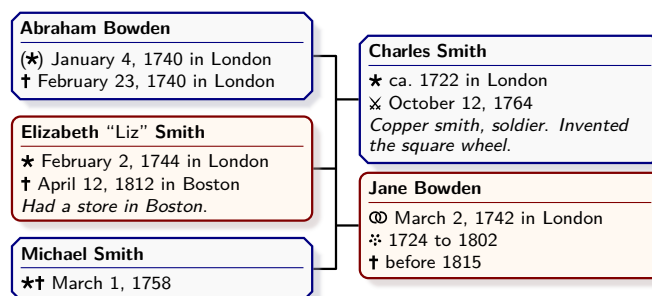 Abraham Bowden
(★) January 4, 1740 in London
✝ February 23, 1740 in London
Elizabeth “Liz” Smith
★ February 2, 1744 in London
✝ April 12, 1812 in Boston
Had a store in Boston.
Michael Smith
★✝ March 1, 1758
Charles Smith
★ ca. 1722 in London
⚔ October 12, 1764
Copper smith, soldier. Invented
the square wheel.
Jane Bowden
⚭ March 2, 1742 in London
⁘ 1724 to 1802
✝ before 1815